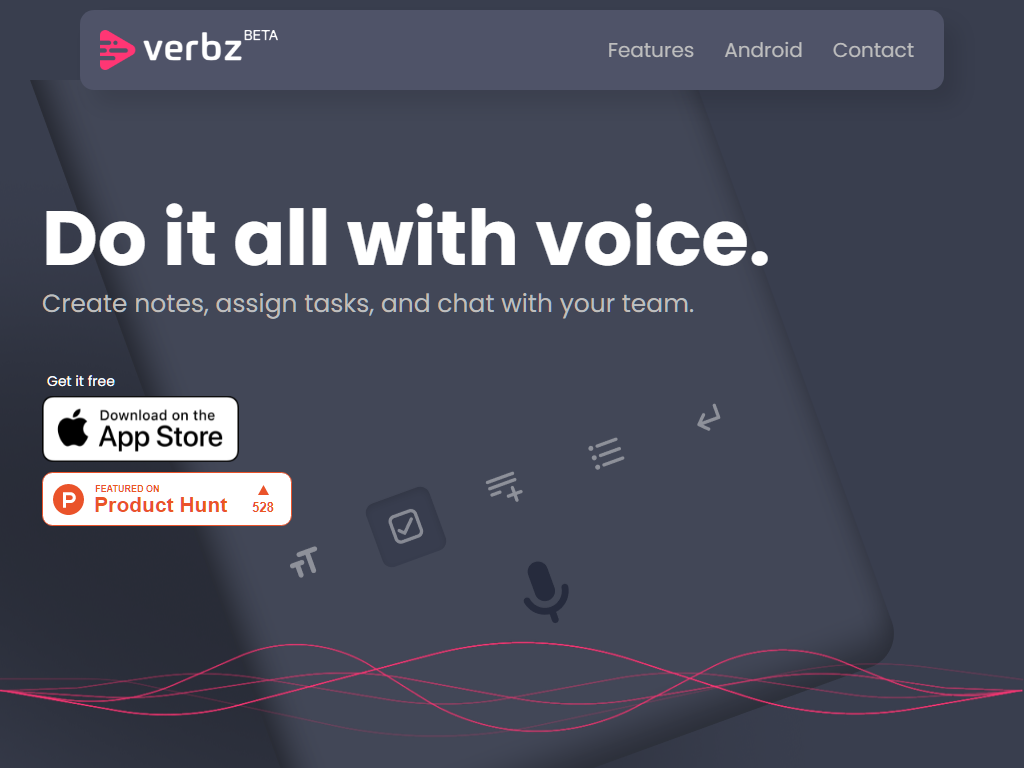 verbz BETA
Features Android Contact
Do it all with voice.
Create notes, assign tasks, and chat with your team.
Get it free
Download on the
App Store
FEATURED ON
Product Hunt
528